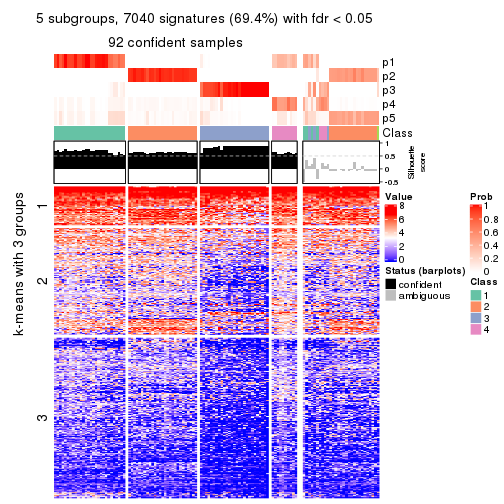 5 subgroups, 7040 signatures (69.4%) with fdr < 0.05
92 confident samples
p1
p2
p3
p4
p5
Class
1
0.5
0
-0.5
Silhouette
score
k-means with 3 groups
1
2
3
Value
8
6
4
2
0
Status (barplots)
confident
ambiguous
Prob
1
0.8
0.6
0.4
0.2
0
Class
1
2
3
4